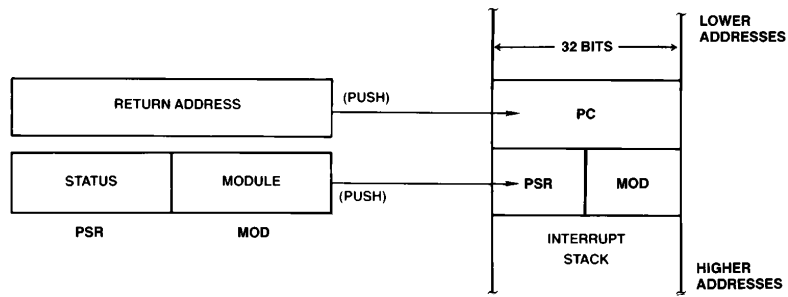 LOWER
ADDRESSES
32 BITS
RETURN ADDRESS
(PUSH)
PC
STATUS
MODULE
(PUSH)
PSR
MOD
PSR
MOD
INTERRUPT
STACK
HIGHER
ADDRESSES